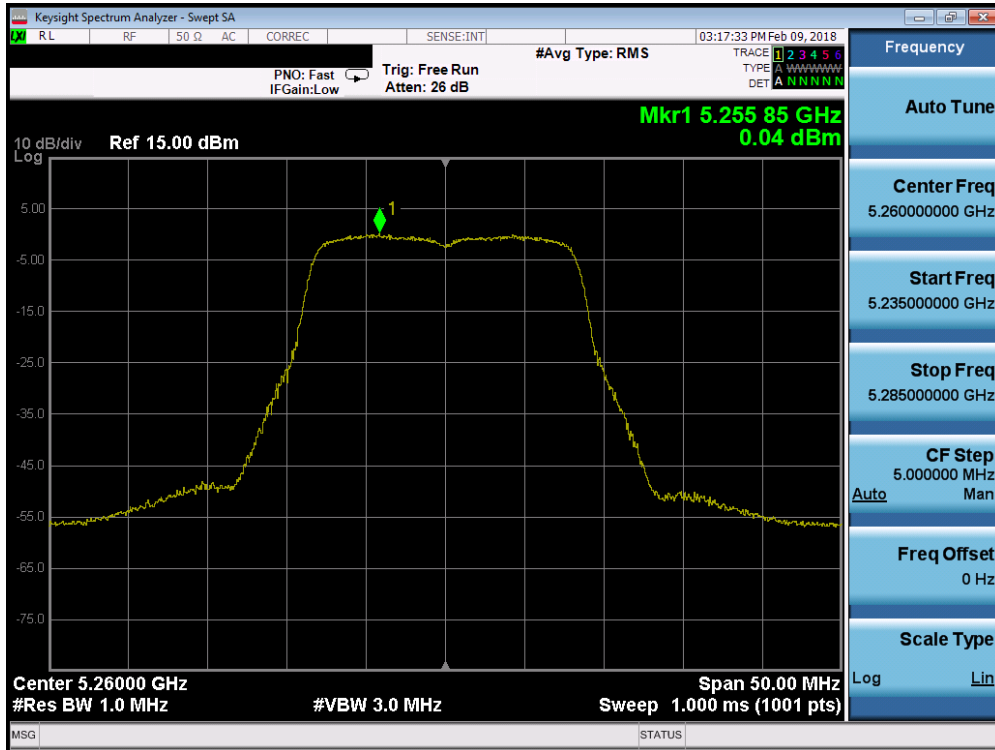 Keysight Spectrum Analyzer - Swept SA
LXI RL RF 50 Ω AC CORREC SENSE:INT 03:17:33 PM Feb 09, 2018
#Avg Type: RMS
TRACE 1 2 3 4 5 6
TYPE A WWWWWW
DET A N N N N N
PNO: Fast
IFGain:Low
Trig: Free Run
Atten: 26 dB
Mkr1 5.255 85 GHz
0.04 dBm
10 dB/div Ref 15.00 dBm
Log
5.00
-5.00
-15.0
-25.0
-35.0
-45.0
-55.0
-65.0
-75.0
1
Center 5.26000 GHz Span 50.00 MHz
#Res BW 1.0 MHz #VBW 3.0 MHz Sweep 1.000 ms (1001 pts)
MSG STATUS
Frequency
Auto Tune
Center Freq
5.260000000 GHz
Start Freq
5.235000000 GHz
Stop Freq
5.285000000 GHz
CF Step
5.000000 MHz
Auto Man
Freq Offset
0 Hz
Scale Type
Log Lin